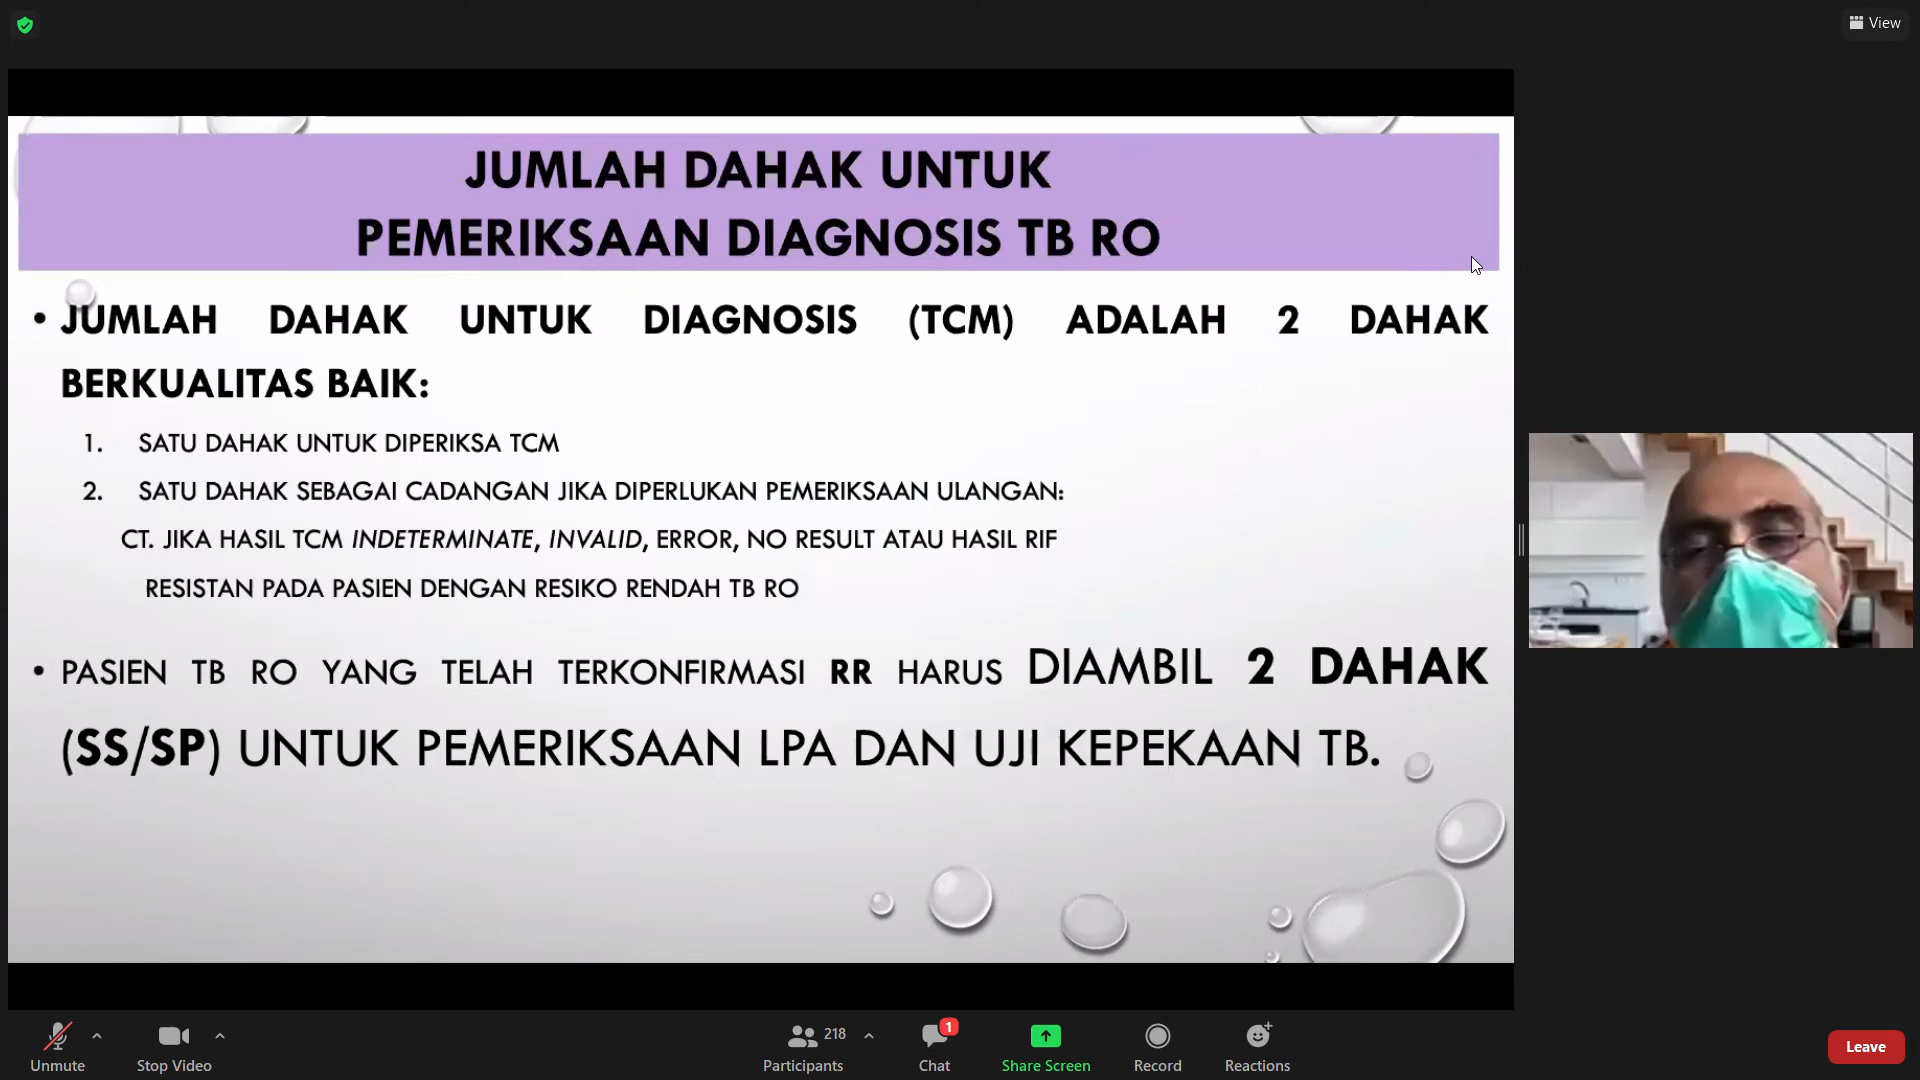 View
JUMLAH DAHAK UNTUK
PEMERIKSAAN DIAGNOSIS TB RO
• JUMLAH DAHAK UNTUK DIAGNOSIS (TCM) ADALAH 2 DAHAK
BERKUALITAS BAIK:
1. SATU DAHAK UNTUK DIPERIKSA TCM
2. SATU DAHAK SEBAGAI CADANGAN JIKA DIPERLUKAN PEMERIKSAAN ULANGAN:
CT. JIKA HASIL TCM INDETERMINATE, INVALID, ERROR, NO RESULT ATAU HASIL RIF
RESISTAN PADA PASIEN DENGAN RESIKO RENDAH TB RO
• PASIEN TB RO YANG TELAH TERKONFIRMASI RR HARUS DIAMBIL 2 DAHAK
(SS/SP) UNTUK PEMERIKSAAN LPA DAN UJI KEPEKAAN TB.
218
1
Unmute
Stop Video
Participants
Chat
Share Screen
Record
Reactions
Leave